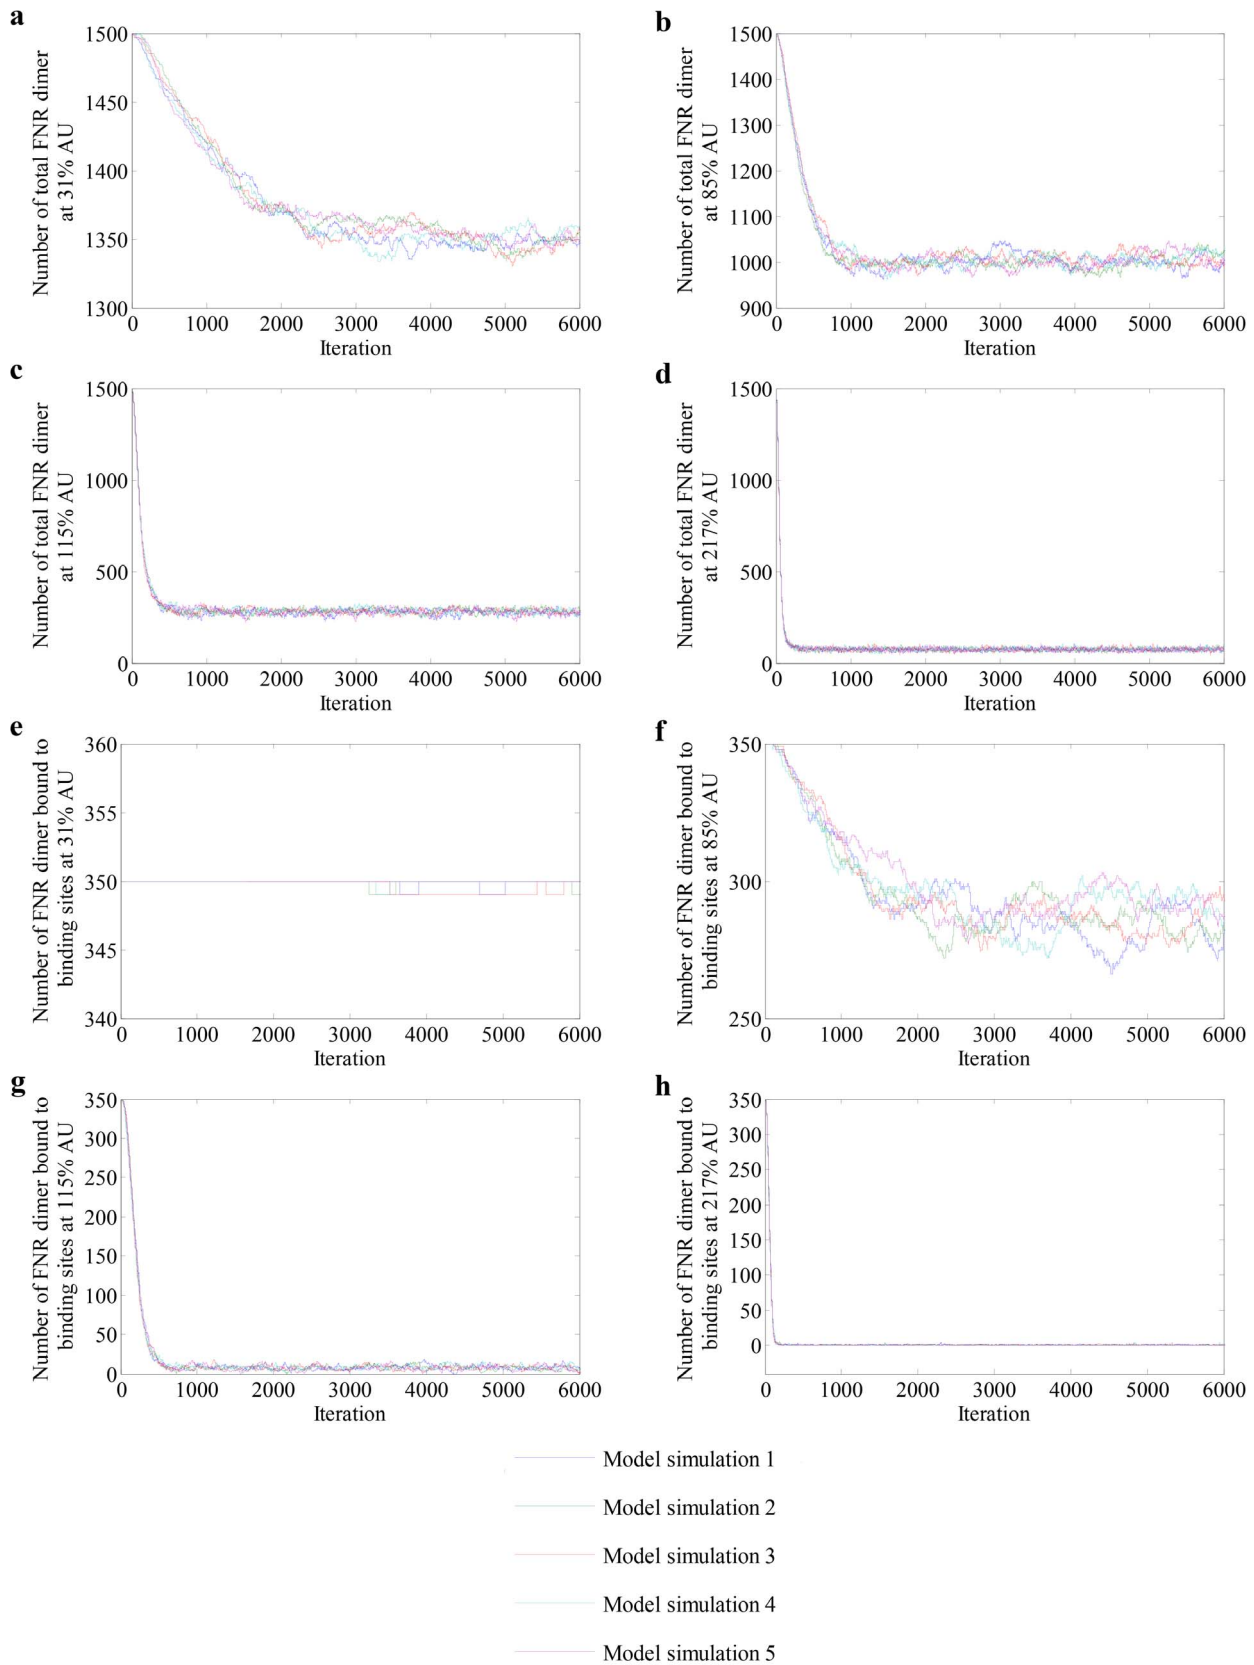 a
Number of total FNR dimer
at 31% AU
1500
1450
1400
1350
1300
0 1000 2000 3000 4000 5000 6000
Iteration
b
Number of total FNR dimer
at 85% AU
1500
1400
1300
1200
1100
1000
900
0 1000 2000 3000 4000 5000 6000
Iteration
c
Number of total FNR dimer
at 115% AU
1500
1000
500
0
0 1000 2000 3000 4000 5000 6000
Iteration
d
Number of total FNR dimer
at 217% AU
1500
1000
500
0
0 1000 2000 3000 4000 5000 6000
Iteration
e
Number of FNR dimer bound to
binding sites at 31% AU
360
355
350
345
340
0 1000 2000 3000 4000 5000 6000
Iteration
f
Number of FNR dimer bound to
binding sites at 85% AU
350
300
250
0 1000 2000 3000 4000 5000 6000
Iteration
g
Number of FNR dimer bound to
binding sites at 115% AU
350
300
250
200
150
100
50
0
0 1000 2000 3000 4000 5000 6000
Iteration
h
Number of FNR dimer bound to
binding sites at 217% AU
350
300
250
200
150
100
50
0
0 1000 2000 3000 4000 5000 6000
Iteration
Model simulation 1
Model simulation 2
Model simulation 3
Model simulation 4
Model simulation 5